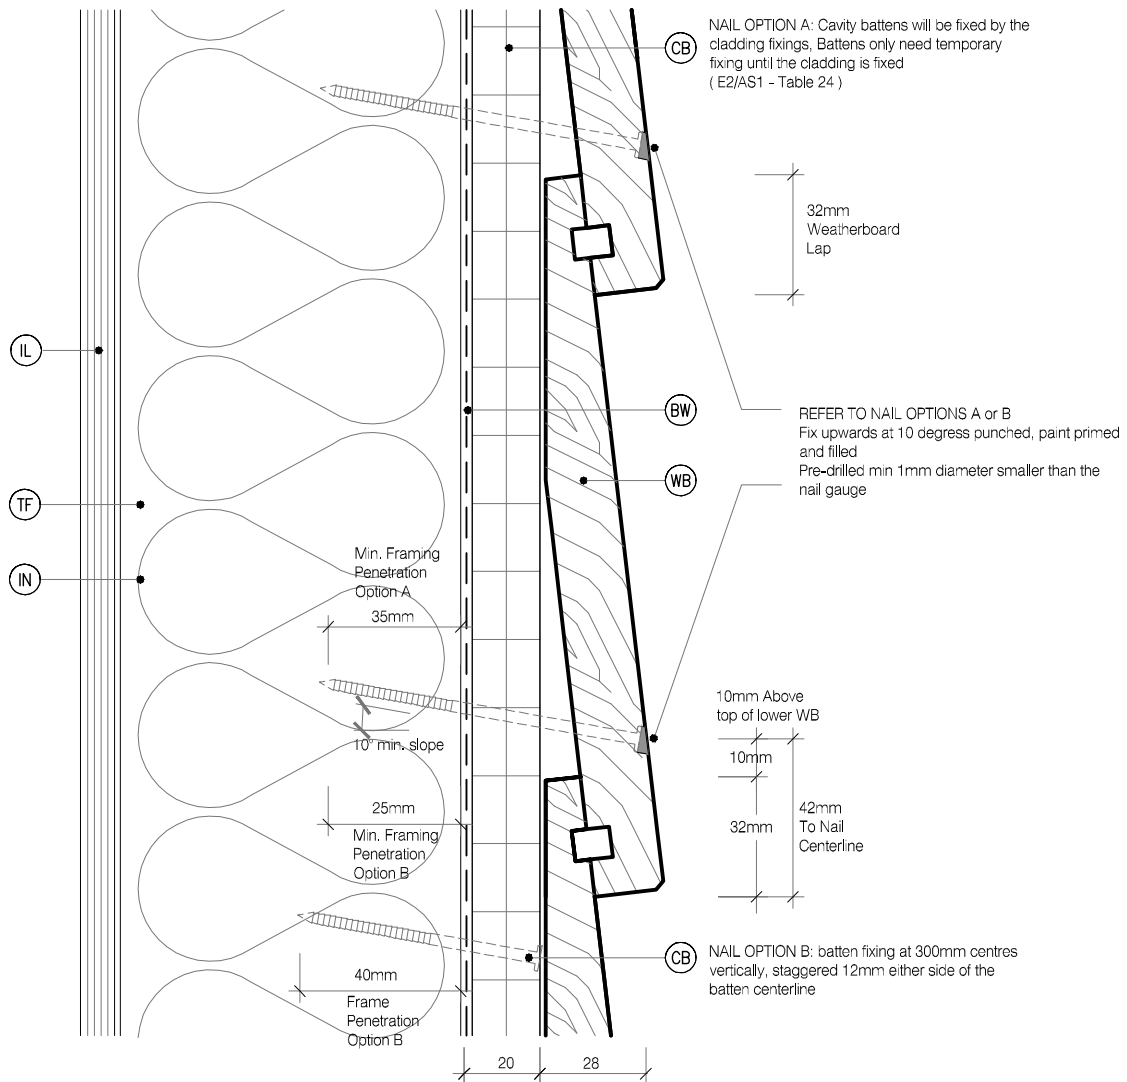 NAIL OPTION A: Cavity battens will be fixed by the
cladding fixings, Battens only need temporary
fixing until the cladding is fixed
( E2/AS1 - Table 24 )
CB
32mm
Weatherboard
Lap
IL
BW
REFER TO NAIL OPTIONS A or B
Fix upwards at 10 degress punched, paint primed
and filled
Pre-drilled min 1mm diameter smaller than the
nail gauge
WB
TF
IN
Min. Framing
Penetration
Option A
35mm
10° min. slope
10mm Above
top of lower WB
10mm
32mm
42mm
To Nail
Centerline
25mm
Min. Framing
Penetration
Option B
CB
NAIL OPTION B: batten fixing at 300mm centres
vertically, staggered 12mm either side of the
batten centerline
40mm
Frame
Penetration
Option B
20
28